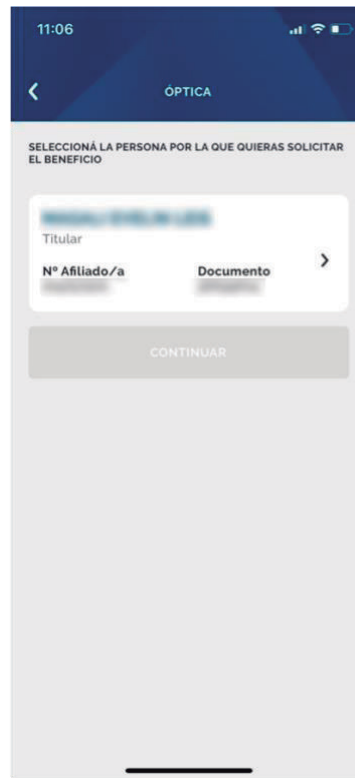 11:06
ÓPTICA
SELECCIONÁ LA PERSONA POR LA QUE QUIERAS SOLICITAR
EL BENEFICIO
Titular
Nº Afiliado/a Documento
CONTINUAR